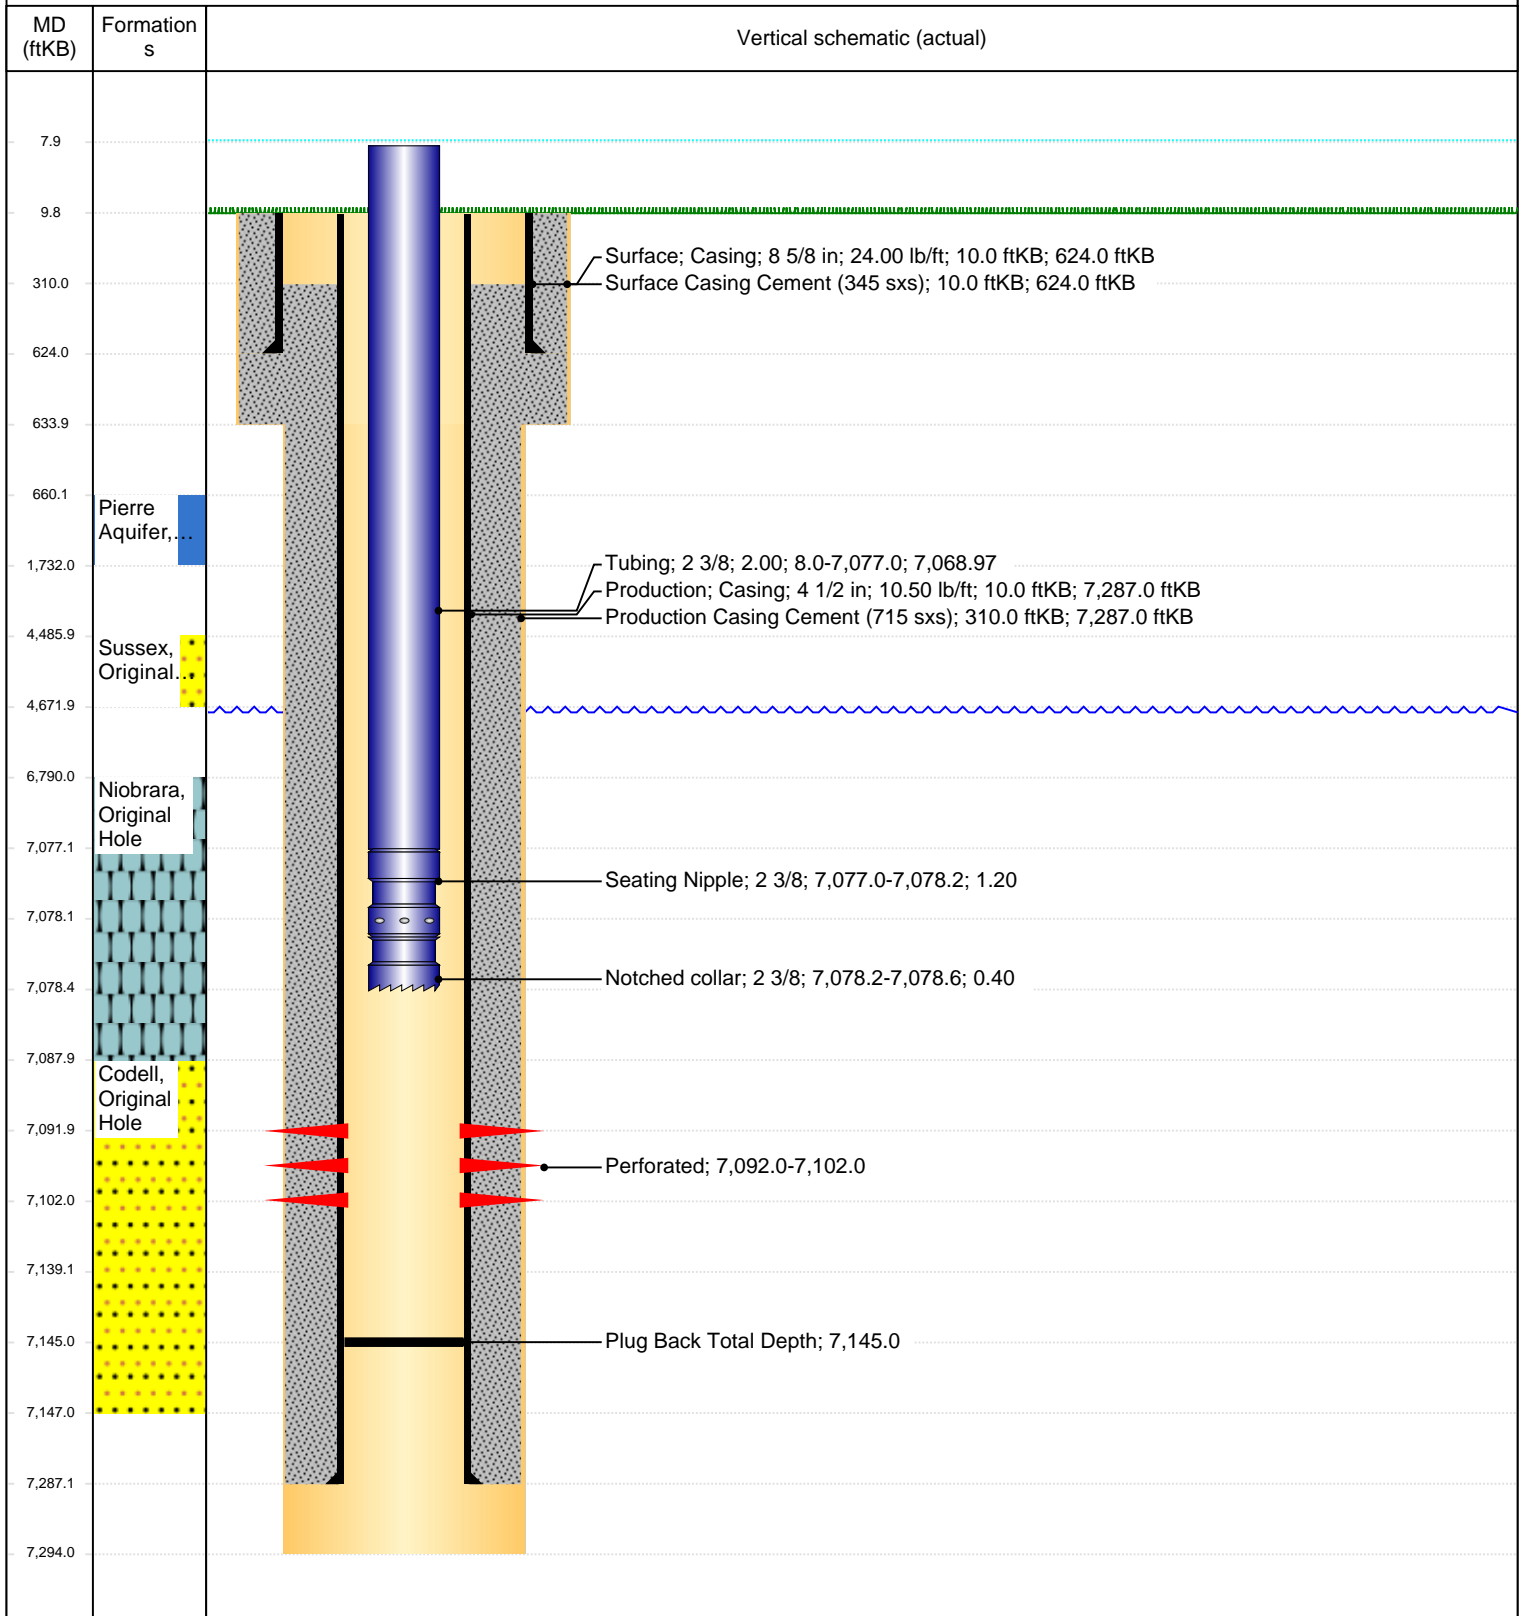 MD
(ftKB)
Formation
s
Vertical schematic (actual)
7.9
9.8
Surface; Casing; 8 5/8 in; 24.00 lb/ft; 10.0 ftKB; 624.0 ftKB
310.0
Surface Casing Cement (345 sxs); 10.0 ftKB; 624.0 ftKB
624.0
633.9
660.1
Pierre
Aquifer,…
1,732.0
Tubing; 2 3/8; 2.00; 8.0-7,077.0; 7,068.97
Production; Casing; 4 1/2 in; 10.50 lb/ft; 10.0 ftKB; 7,287.0 ftKB
Production Casing Cement (715 sxs); 310.0 ftKB; 7,287.0 ftKB
4,485.9
Sussex,
Original…
4,671.9
6,790.0
Niobrara,
Original
Hole
7,077.1
Seating Nipple; 2 3/8; 7,077.0-7,078.2; 1.20
7,078.1
Notched collar; 2 3/8; 7,078.2-7,078.6; 0.40
7,078.4
7,087.9
Codell,
Original
Hole
7,091.9
Perforated; 7,092.0-7,102.0
7,102.0
7,139.1
7,145.0
Plug Back Total Depth; 7,145.0
7,147.0
7,287.1
7,294.0